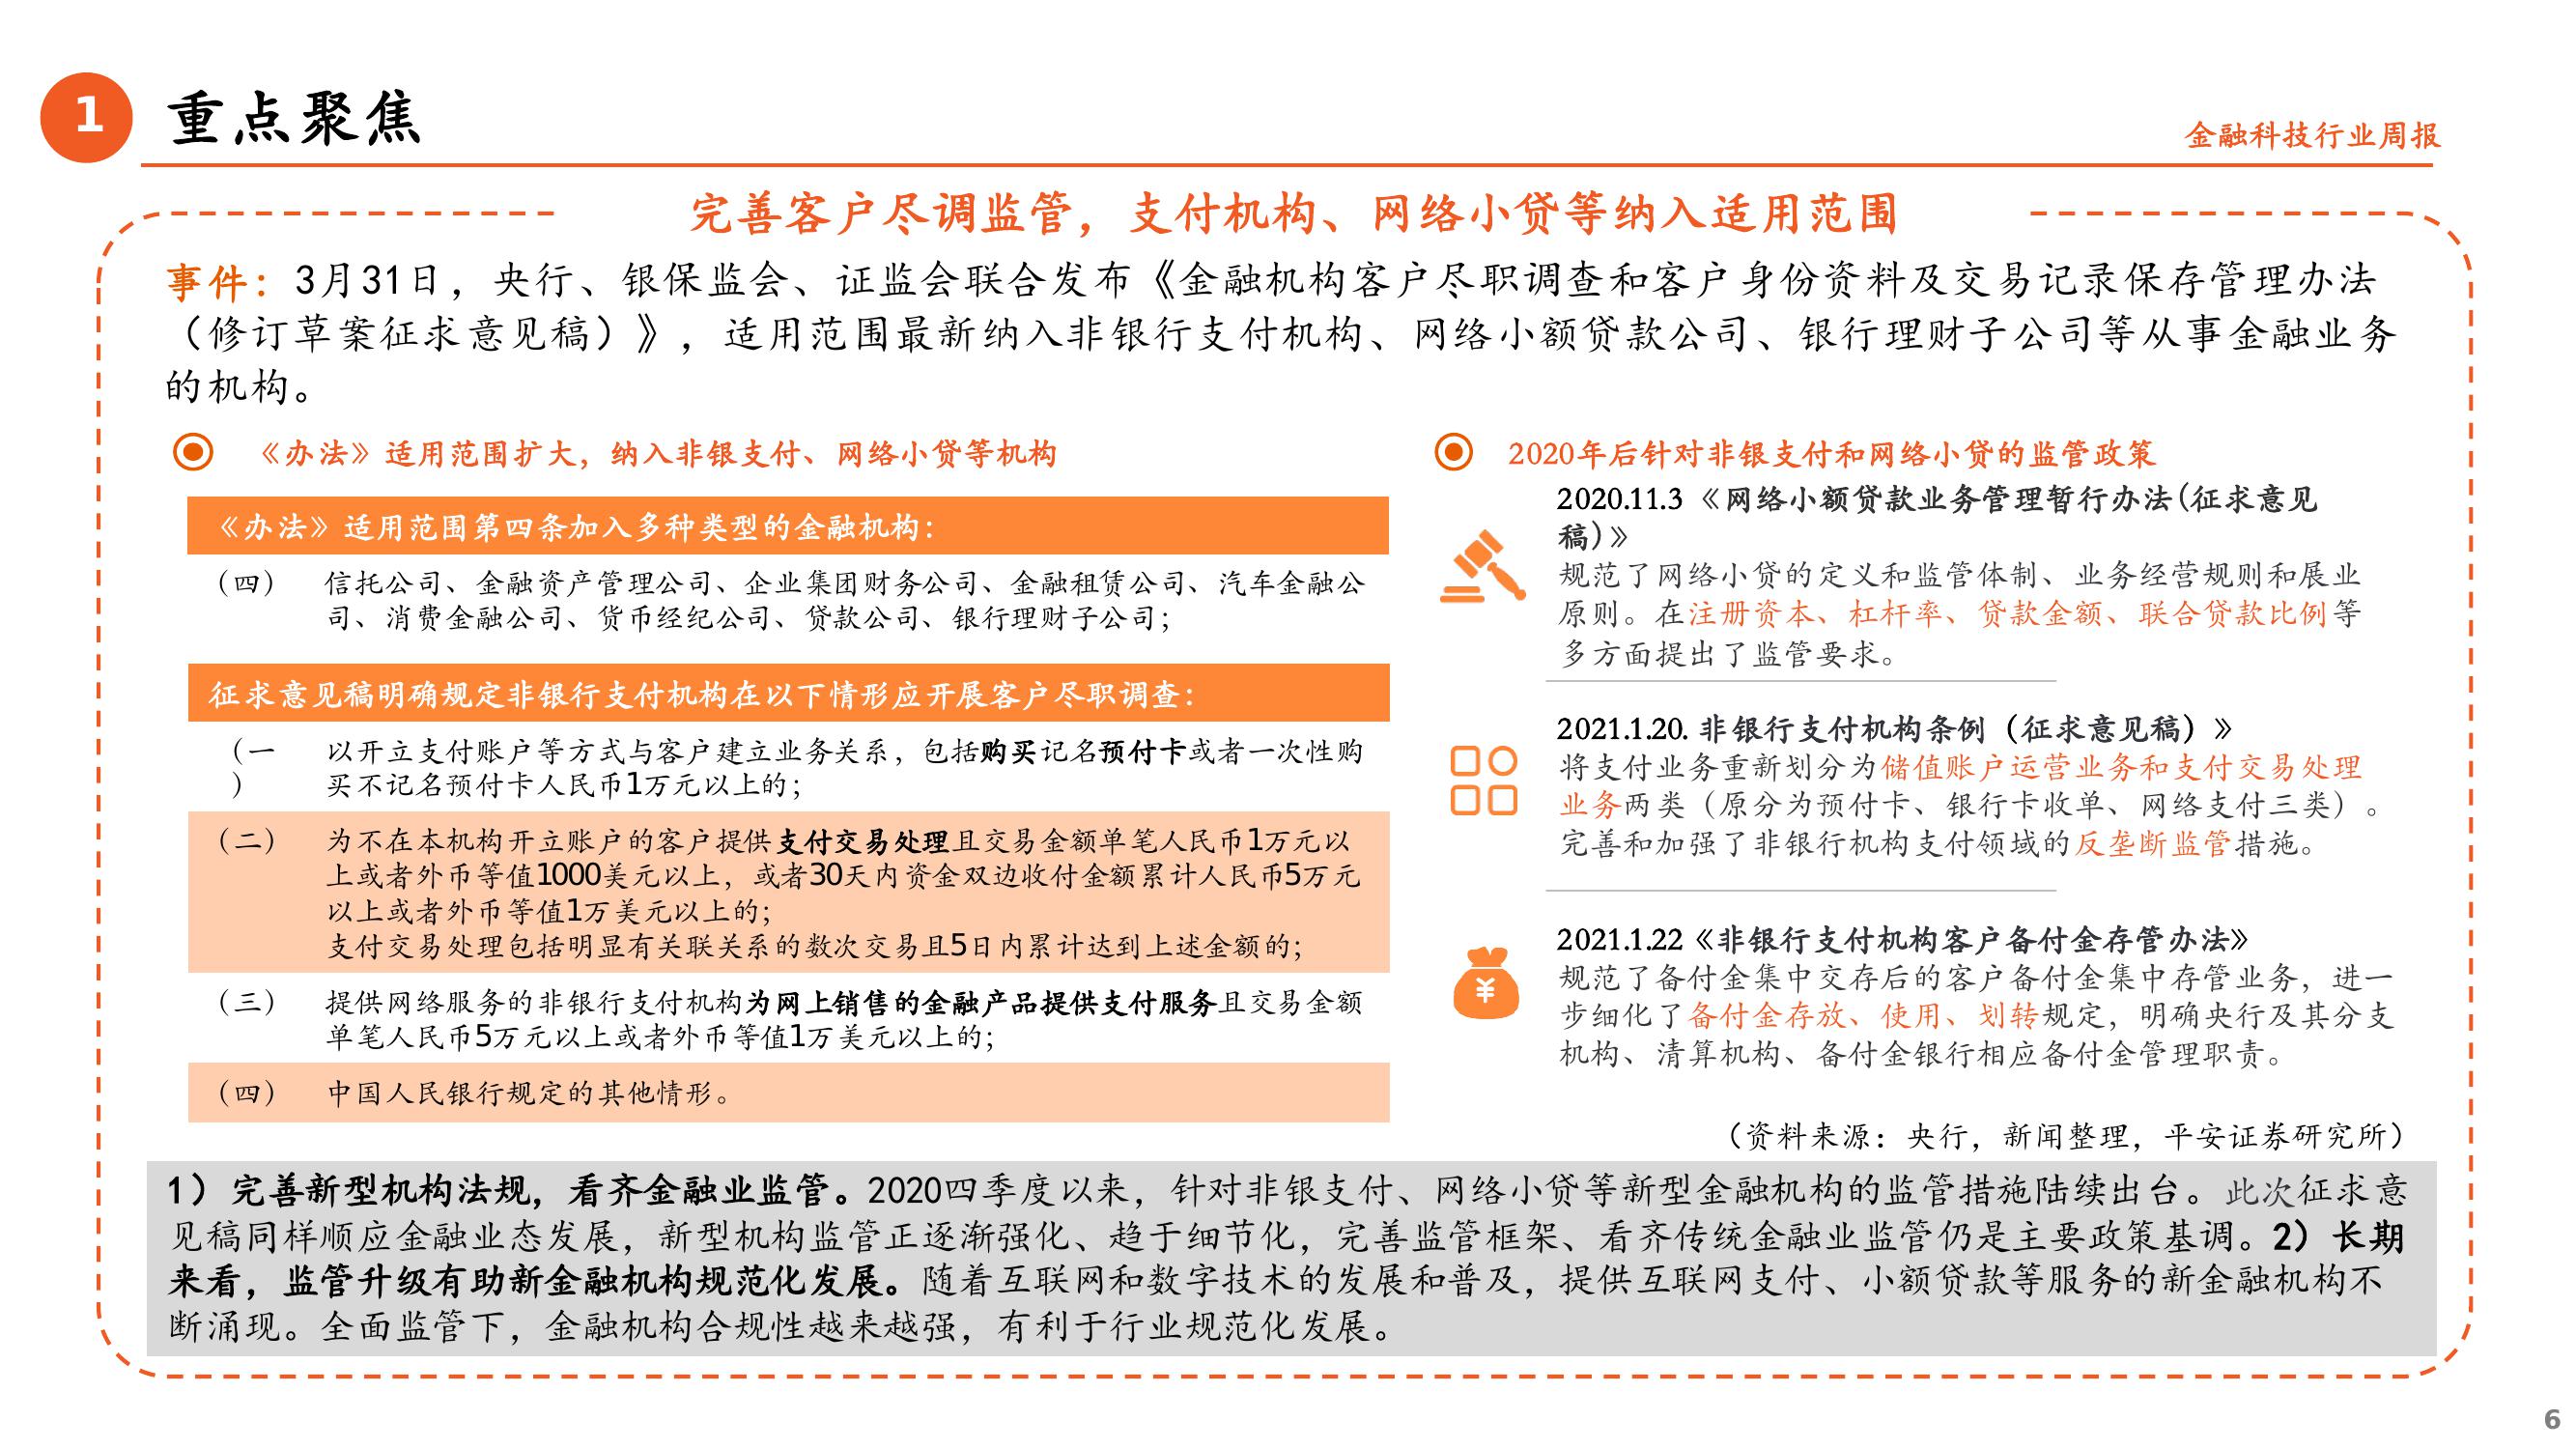 1
重点聚焦
金融科技行业周报
完善客户尽调监管，支付机构、网络小贷等纳入适用范围
事件：3月31日，央行、银保监会、证监会联合发布《金融机构客户尽职调查和客户身份资料及交易记录保存管理办法
（修订草案征求意见稿）》，适用范围最新纳入非银行支付机构、网络小额贷款公司、银行理财子公司等从事金融业务
的机构。
《办法》适用范围扩大，纳入非银支付、网络小贷等机构
《办法》适用范围第四条加入多种类型的金融机构：
（四） 信托公司、金融资产管理公司、企业集团财务公司、金融租赁公司、汽车金融公
司、消费金融公司、货币经纪公司、贷款公司、银行理财子公司；
征求意见稿明确规定非银行支付机构在以下情形应开展客户尽职调查：
（一 以开立支付账户等方式与客户建立业务关系，包括购买记名预付卡或者一次性购
） 买不记名预付卡人民币1万元以上的；
（二） 为不在本机构开立账户的客户提供支付交易处理且交易金额单笔人民币1万元以
上或者外币等值1000美元以上，或者30天内资金双边收付金额累计人民币5万元
以上或者外币等值1万美元以上的；
支付交易处理包括明显有关联关系的数次交易且5日内累计达到上述金额的；
（三） 提供网络服务的非银行支付机构为网上销售的金融产品提供支付服务且交易金额
单笔人民币5万元以上或者外币等值1万美元以上的；
（四） 中国人民银行规定的其他情形。
2020年后针对非银支付和网络小贷的监管政策
2020.11.3《网络小额贷款业务管理暂行办法(征求意见
稿)》
规范了网络小贷的定义和监管体制、业务经营规则和展业
原则。在注册资本、杠杆率、贷款金额、联合贷款比例等
多方面提出了监管要求。
2021.1.20. 非银行支付机构条例（征求意见稿）》
将支付业务重新划分为储值账户运营业务和支付交易处理
业务两类（原分为预付卡、银行卡收单、网络支付三类）。
完善和加强了非银行机构支付领域的反垄断监管措施。
2021.1.22《非银行支付机构客户备付金存管办法》
规范了备付金集中交存后的客户备付金集中存管业务，进一
步细化了备付金存放、使用、划转规定，明确央行及其分支
机构、清算机构、备付金银行相应备付金管理职责。
（资料来源：央行，新闻整理，平安证券研究所）
1）完善新型机构法规，看齐金融业监管。2020四季度以来，针对非银支付、网络小贷等新型金融机构的监管措施陆续出台。此次征求意
见稿同样顺应金融业态发展，新型机构监管正逐渐强化、趋于细节化，完善监管框架、看齐传统金融业监管仍是主要政策基调。2）长期
来看，监管升级有助新金融机构规范化发展。随着互联网和数字技术的发展和普及，提供互联网支付、小额贷款等服务的新金融机构不
断涌现。全面监管下，金融机构合规性越来越强，有利于行业规范化发展。
6